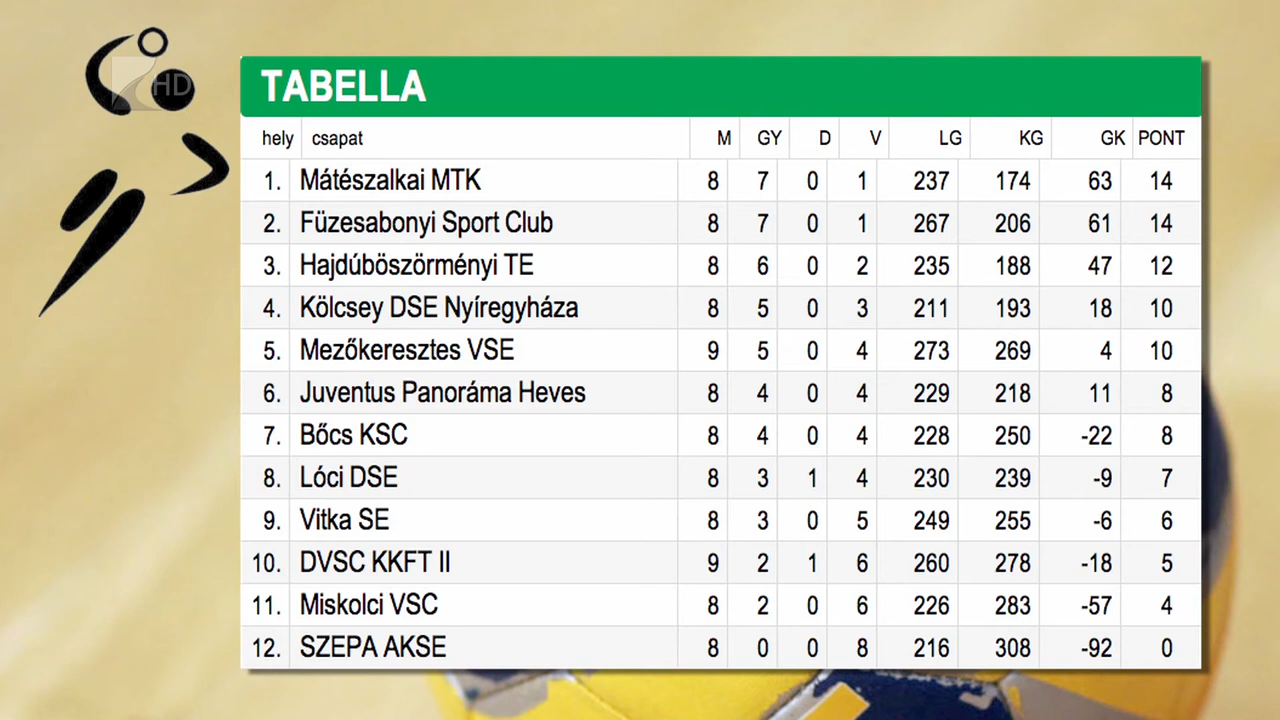 HD
TABELLA
hely csapat M GY D V LG KG GK PONT
1. Mátészalkai MTK 8 7 0 1 237 174 63 14
2. Füzesabonyi Sport Club 8 7 0 1 267 206 61 14
3. Hajdúböszörményi TE 8 6 0 2 235 188 47 12
4. Kölcsey DSE Nyíregyháza 8 5 0 3 211 193 18 10
5. Mezőkeresztes VSE 9 5 0 4 273 269 4 10
6. Juventus Panoráma Heves 8 4 0 4 229 218 11 8
7. Bőcs KSC 8 4 0 4 228 250 -22 8
8. Lóci DSE 8 3 1 4 230 239 -9 7
9. Vitka SE 8 3 0 5 249 255 -6 6
10. DVSC KKFT II 9 2 1 6 260 278 -18 5
11. Miskolci VSC 8 2 0 6 226 283 -57 4
12. SZEPA AKSE 8 0 0 8 216 308 -92 0